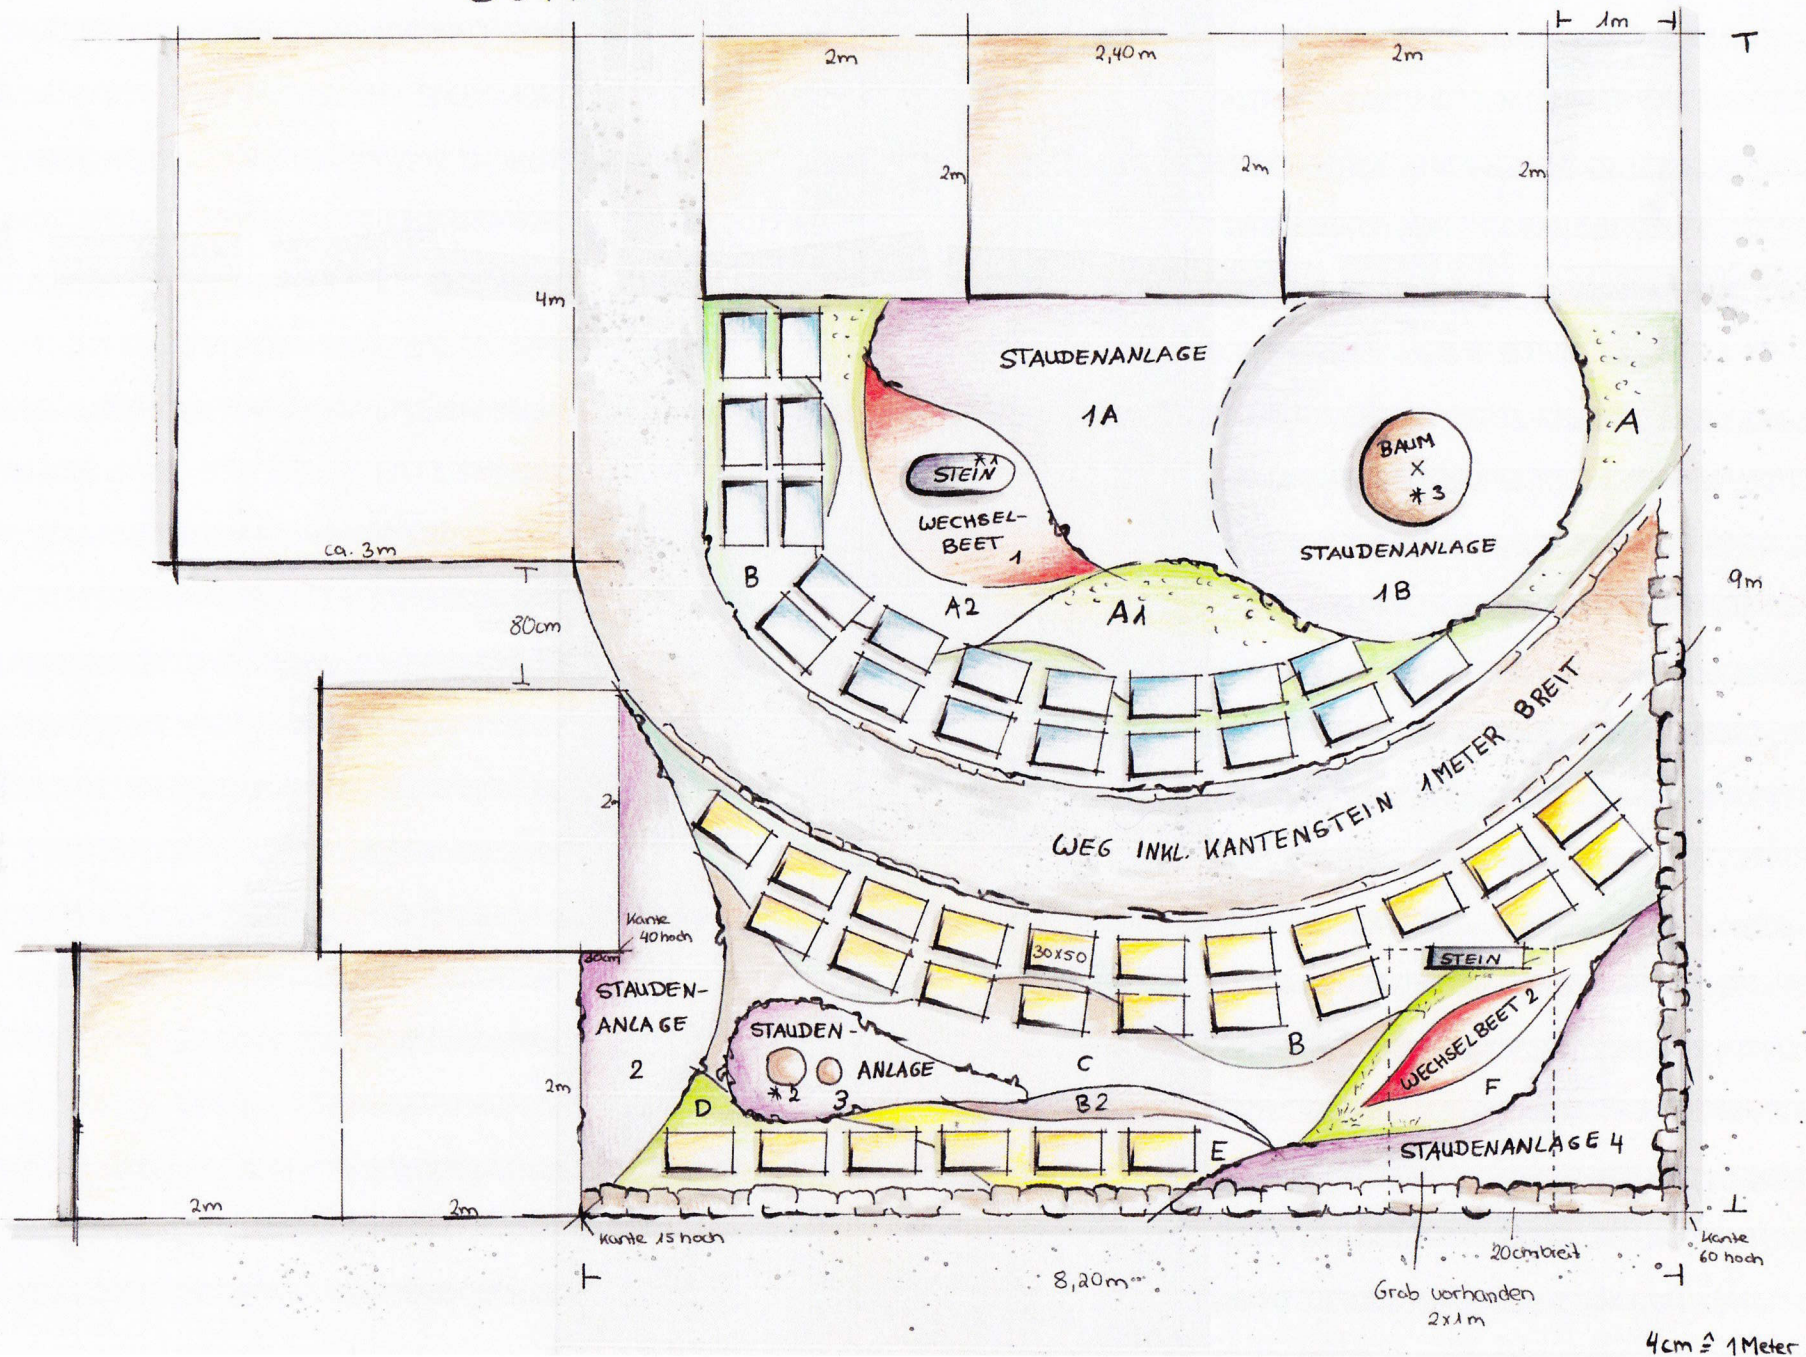 1m
2m
2,40m
2m
T
2m
2m
2m
4m
STAUDENANLAGE
1A
A
BAUM
X
*3
*1
STEIN
WECHSEL-
BEET
1
STAUDENANLAGE
1B
ca. 3m
B
A2
A1
9m
80cm
WEG INKL. KANTENSTEIN 1METER BREIT
Kante
40 hoch
30x50
STEIN
STAUDEN-
ANLAGE
2
STAUDEN-
ANLAGE
*2
3
C
B
WECHSELBEET 2
F
2m
D
B2
E
STAUDENANLAGE 4
2m
2m
Kante 15 hoch
8,20m
20cm breit
Kante
60 hoch
Grab vorhanden
2x1m
4cm ≙ 1Meter